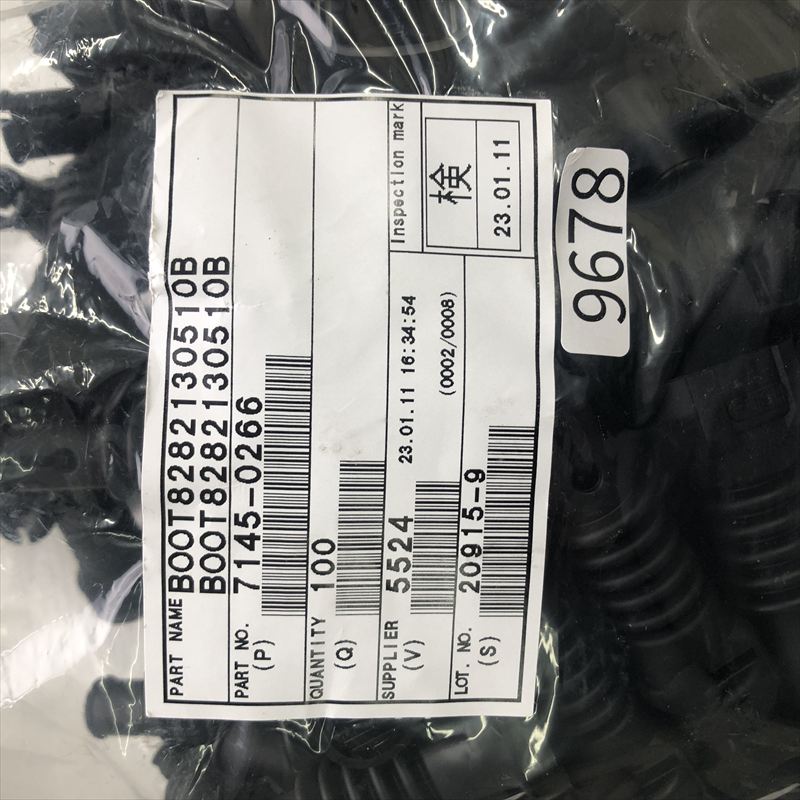 PART NAME BOOT8282130510B
BOOT8282130510B
PART NO. 7145-0266
(P)
QUANTITY 100
(Q)
SUPPLIER 5524
(V)
23.01.11 16:34:54
(0002/0008)
LOT. NO. 20915-9
(S)
Inspection mark
検
23.01.11
9678